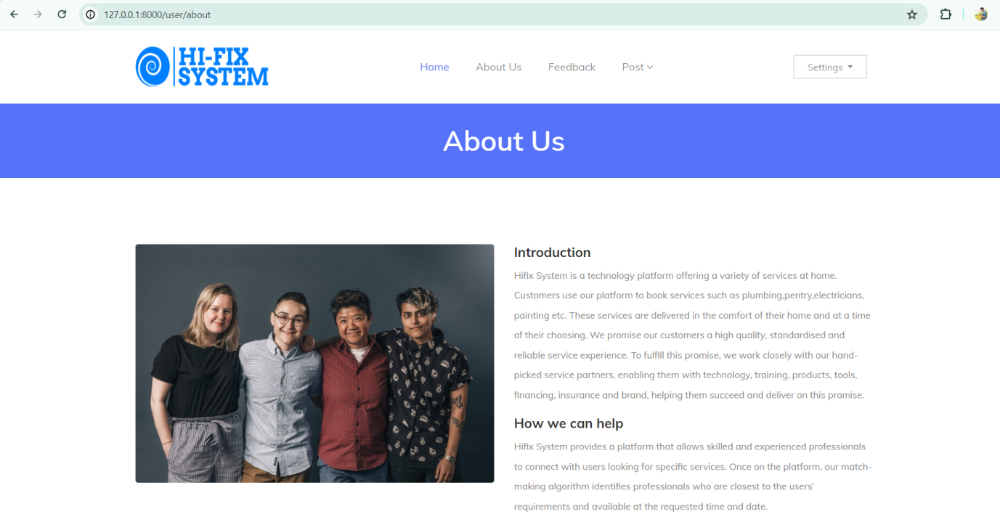 127.0.0.1:8000/user/about
HI-FIX
SYSTEM
Home About Us Feedback Post Settings
About Us
Introduction
Hifix System is a technology platform offering a variety of services at home.
Customers use our platform to book services such as plumbing,pentry,electricians,
painting etc. These services are delivered in the comfort of their home and at a time
of their choosing. We promise our customers a high quality, standardised and
reliable service experience. To fulfill this promise, we work closely with our hand-
picked service partners, enabling them with technology, training, products, tools,
financing, insurance and brand, helping them succeed and deliver on this promise.
How we can help
Hifix System provides a platform that allows skilled and experienced professionals
to connect with users looking for specific services. Once on the platform, our match-
making algorithm identifies professionals who are closest to the users'
requirements and available at the requested time and date.